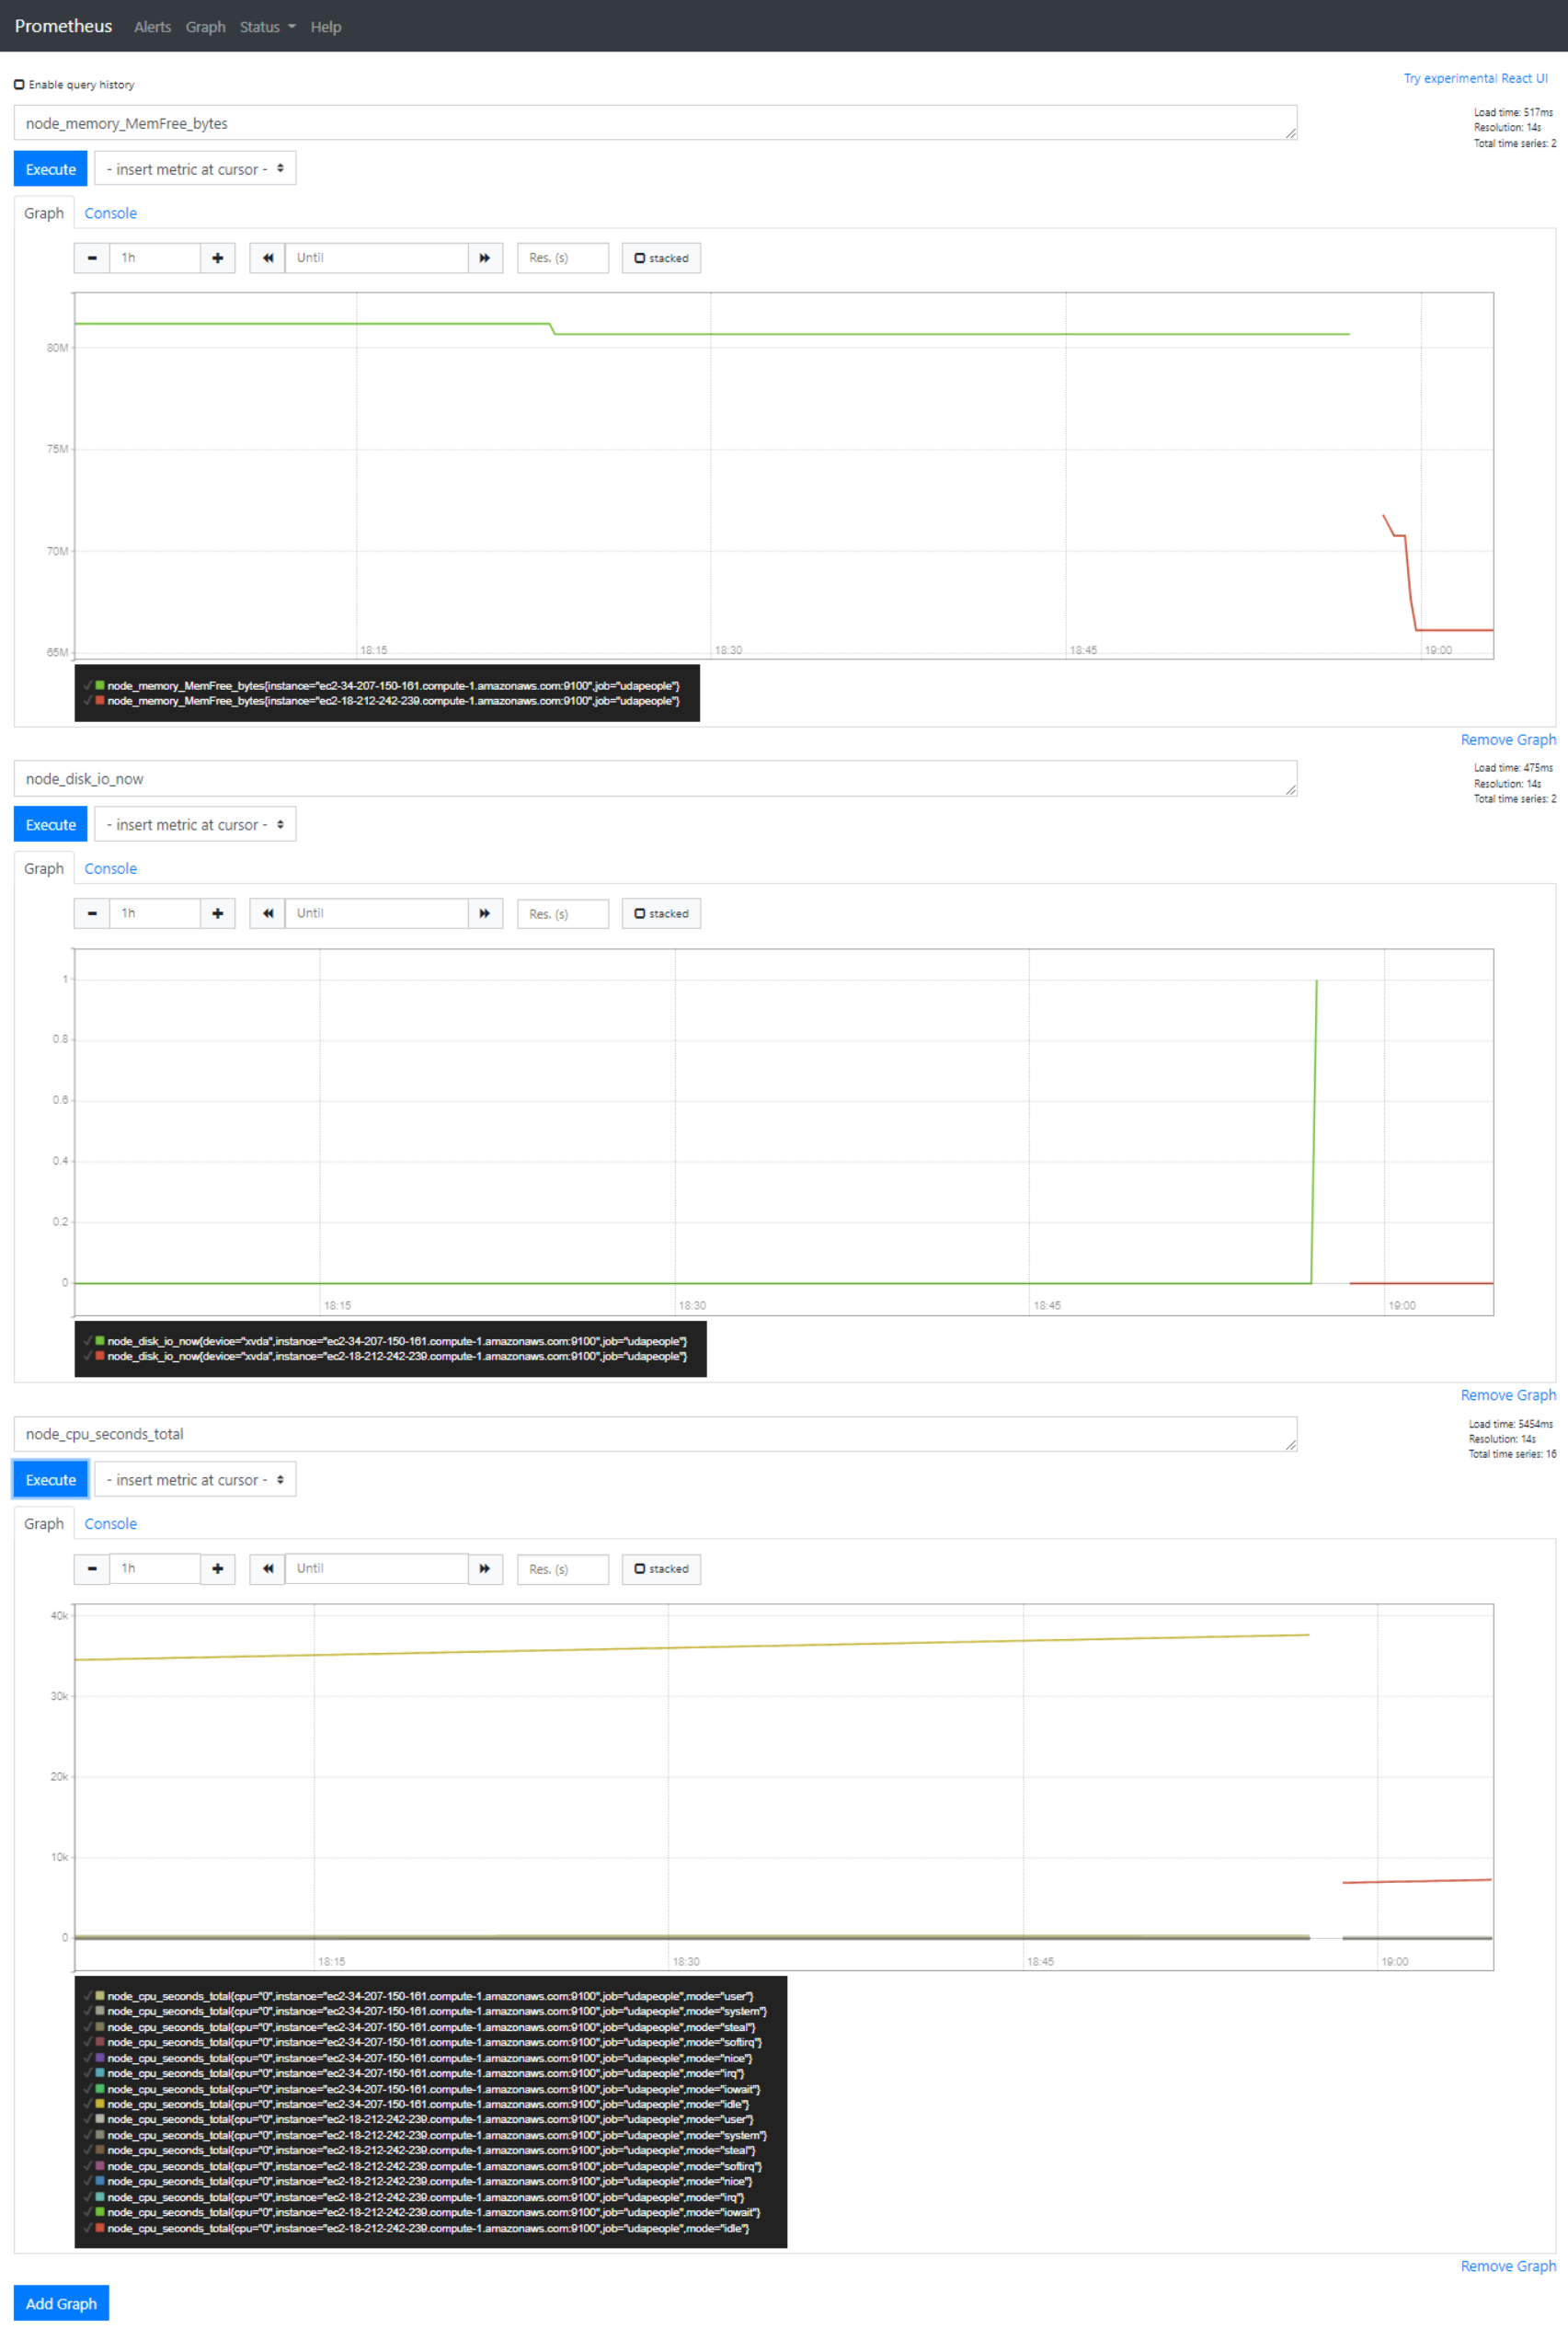 Prometheus Alerts Graph Status Help
Enable query history
Try experimental React UI
node_memory_MemFree_bytes
Load time: 517ms
Resolution: 14s
Total time series: 2
Execute - insert metric at cursor -
Graph Console
1h Until Res. (s) stacked
80M
75M
70M
65M
18:15 18:30 18:45 19:00
node_memory_MemFree_bytes{instance="ec2-34-207-150-161.compute-1.amazonaws.com:9100",job="udapeople"}
node_memory_MemFree_bytes{instance="ec2-18-212-242-239.compute-1.amazonaws.com:9100",job="udapeople"}
Remove Graph
node_disk_io_now
Load time: 475ms
Resolution: 14s
Total time series: 2
Execute - insert metric at cursor -
Graph Console
1h Until Res. (s) stacked
1
0.8
0.6
0.4
0.2
0
18:15 18:30 18:45 19:00
node_disk_io_now{device="xvda",instance="ec2-34-207-150-161.compute-1.amazonaws.com:9100",job="udapeople"}
node_disk_io_now{device="xvda",instance="ec2-18-212-242-239.compute-1.amazonaws.com:9100",job="udapeople"}
Remove Graph
node_cpu_seconds_total
Load time: 5454ms
Resolution: 14s
Total time series: 16
Execute - insert metric at cursor -
Graph Console
1h Until Res. (s) stacked
40k
30k
20k
10k
0
18:15 18:30 18:45 19:00
node_cpu_seconds_total{cpu="0",instance="ec2-34-207-150-161.compute-1.amazonaws.com:9100",job="udapeople",mode="user"}
node_cpu_seconds_total{cpu="0",instance="ec2-34-207-150-161.compute-1.amazonaws.com:9100",job="udapeople",mode="system"}
node_cpu_seconds_total{cpu="0",instance="ec2-34-207-150-161.compute-1.amazonaws.com:9100",job="udapeople",mode="steal"}
node_cpu_seconds_total{cpu="0",instance="ec2-34-207-150-161.compute-1.amazonaws.com:9100",job="udapeople",mode="softirq"}
node_cpu_seconds_total{cpu="0",instance="ec2-34-207-150-161.compute-1.amazonaws.com:9100",job="udapeople",mode="nice"}
node_cpu_seconds_total{cpu="0",instance="ec2-34-207-150-161.compute-1.amazonaws.com:9100",job="udapeople",mode="irq"}
node_cpu_seconds_total{cpu="0",instance="ec2-34-207-150-161.compute-1.amazonaws.com:9100",job="udapeople",mode="iowait"}
node_cpu_seconds_total{cpu="0",instance="ec2-34-207-150-161.compute-1.amazonaws.com:9100",job="udapeople",mode="idle"}
node_cpu_seconds_total{cpu="0",instance="ec2-18-212-242-239.compute-1.amazonaws.com:9100",job="udapeople",mode="user"}
node_cpu_seconds_total{cpu="0",instance="ec2-18-212-242-239.compute-1.amazonaws.com:9100",job="udapeople",mode="system"}
node_cpu_seconds_total{cpu="0",instance="ec2-18-212-242-239.compute-1.amazonaws.com:9100",job="udapeople",mode="steal"}
node_cpu_seconds_total{cpu="0",instance="ec2-18-212-242-239.compute-1.amazonaws.com:9100",job="udapeople",mode="softirq"}
node_cpu_seconds_total{cpu="0",instance="ec2-18-212-242-239.compute-1.amazonaws.com:9100",job="udapeople",mode="nice"}
node_cpu_seconds_total{cpu="0",instance="ec2-18-212-242-239.compute-1.amazonaws.com:9100",job="udapeople",mode="irq"}
node_cpu_seconds_total{cpu="0",instance="ec2-18-212-242-239.compute-1.amazonaws.com:9100",job="udapeople",mode="iowait"}
node_cpu_seconds_total{cpu="0",instance="ec2-18-212-242-239.compute-1.amazonaws.com:9100",job="udapeople",mode="idle"}
Remove Graph
Add Graph